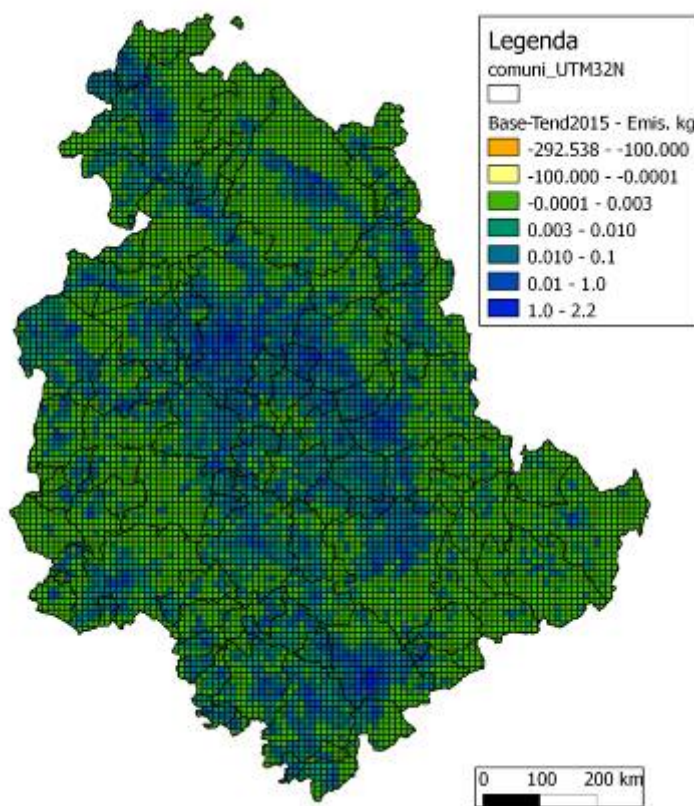 Legenda
comuni_UTM32N
Base-Tend2015 - Emis. kg
-292.538 - -100.000
-100.000 - -0.0001
-0.0001 - 0.003
0.003 - 0.010
0.010 - 0.1
0.01 - 1.0
1.0 - 2.2
0 100 200 km